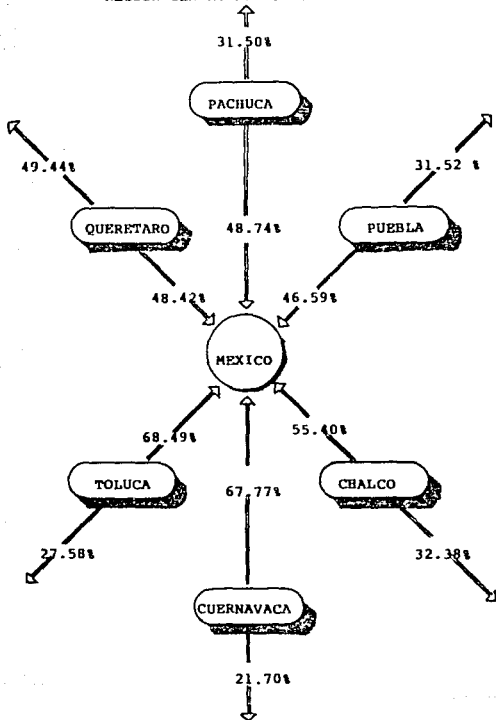 31.50%
PACHUCA
49.44%
31.52 %
QUERETARO
48.74%
PUEBLA
48.42%
46.59%
MEXICO
68.49%
55.40%
TOLUCA
67.77%
CHALCO
27.58%
32.38%
CUERNAVACA
21.70%